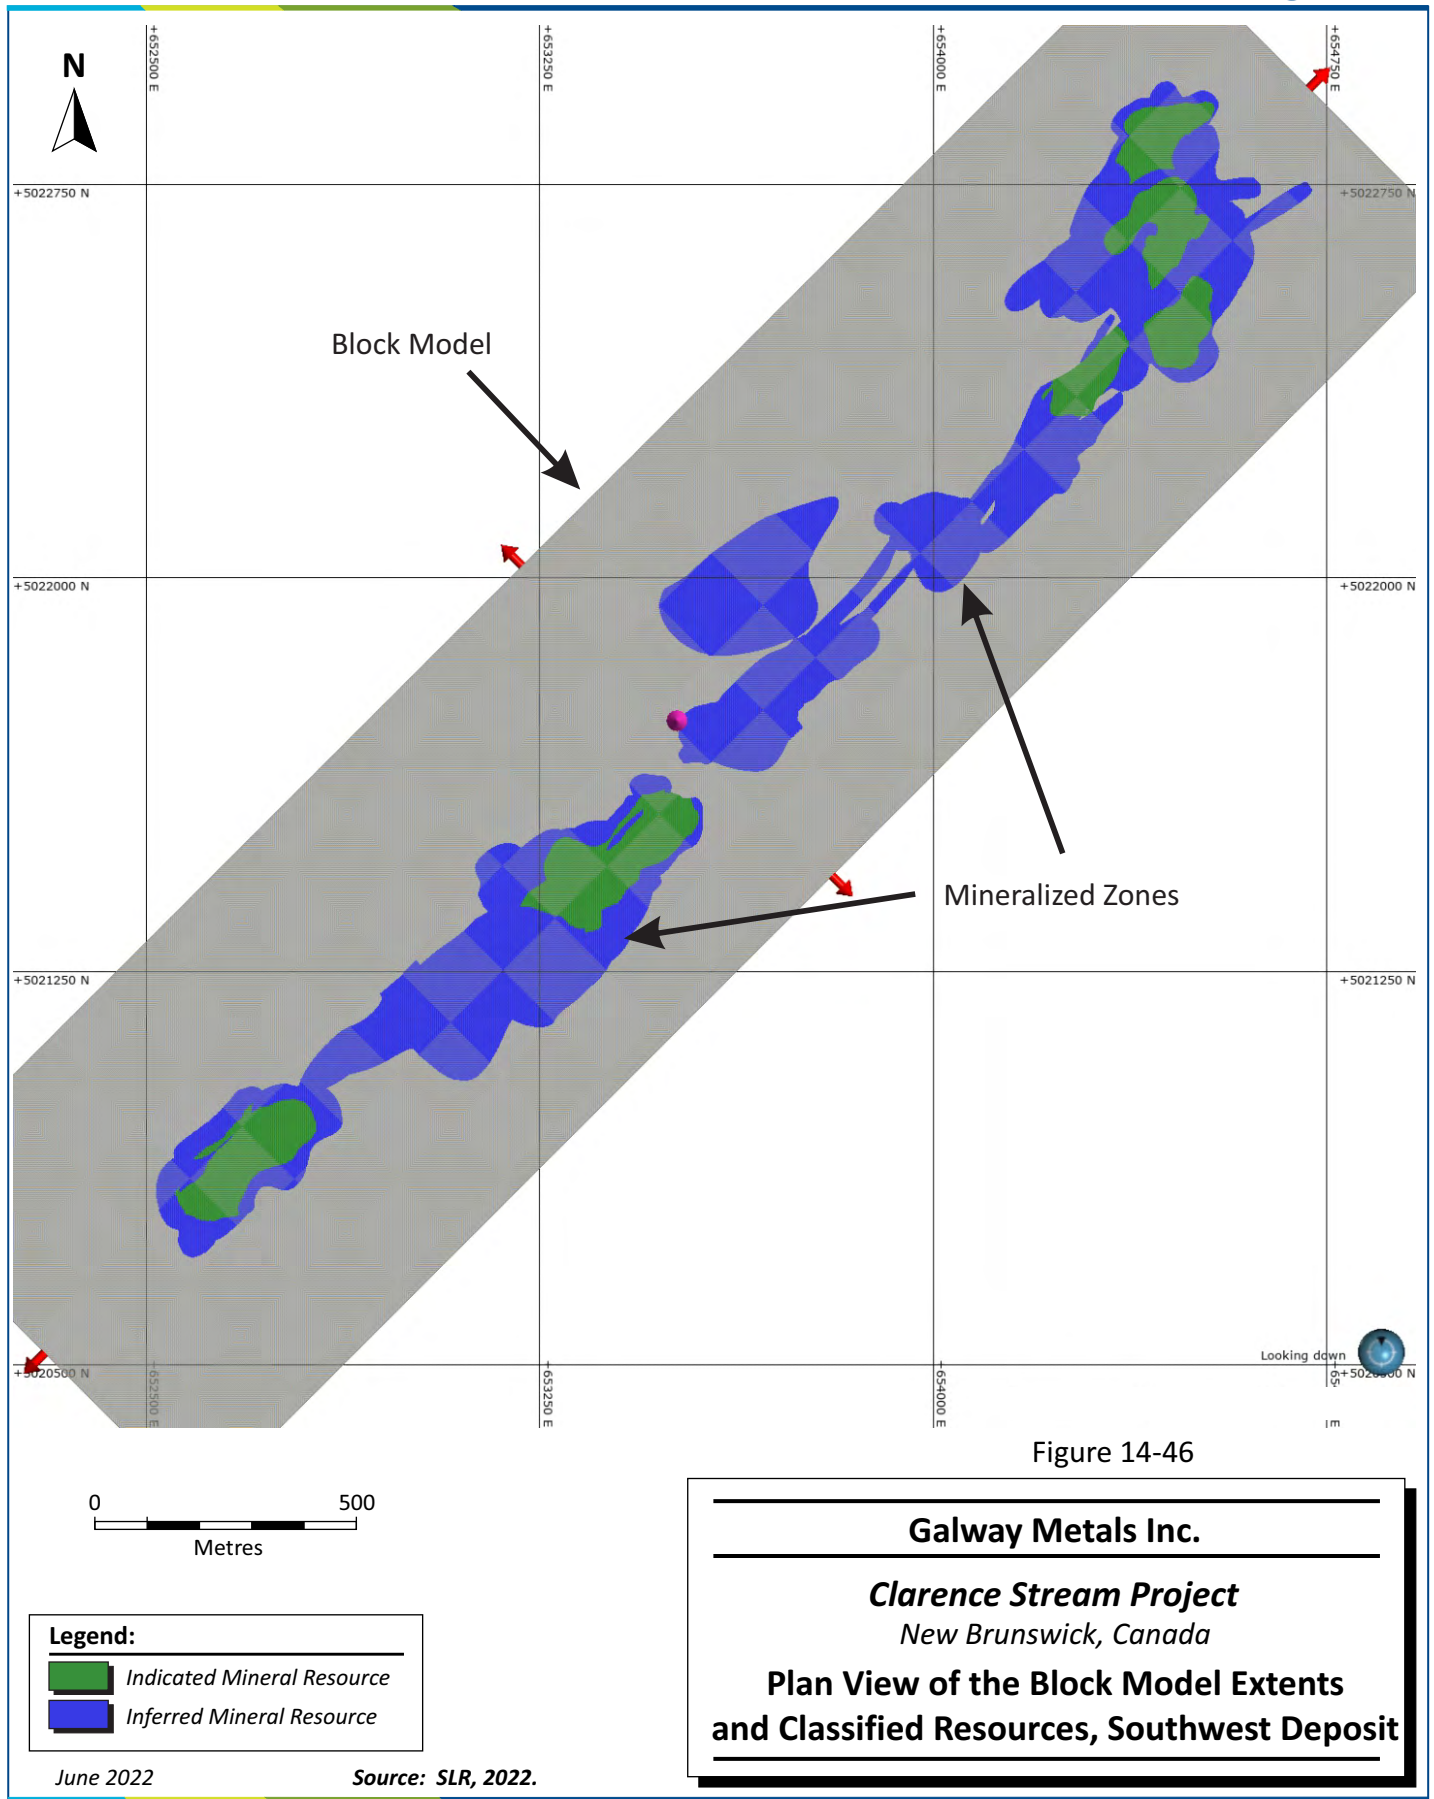 +652500 E
+653250 E
+654000 E
+654750 E
N
+5022750 N
+5022750 N
Block Model
+5022000 N
+5022000 N
Mineralized Zones
+5021250 N
+5021250 N
Looking down
+5020500 N
+652500 E
+653250 E
+654000 E
Figure 14-46
0 500
Metres
Galway Metals Inc.
Clarence Stream Project
New Brunswick, Canada
Plan View of the Block Model Extents
and Classified Resources, Southwest Deposit
Legend:
Indicated Mineral Resource
Inferred Mineral Resource
June 2022
Source: SLR, 2022.